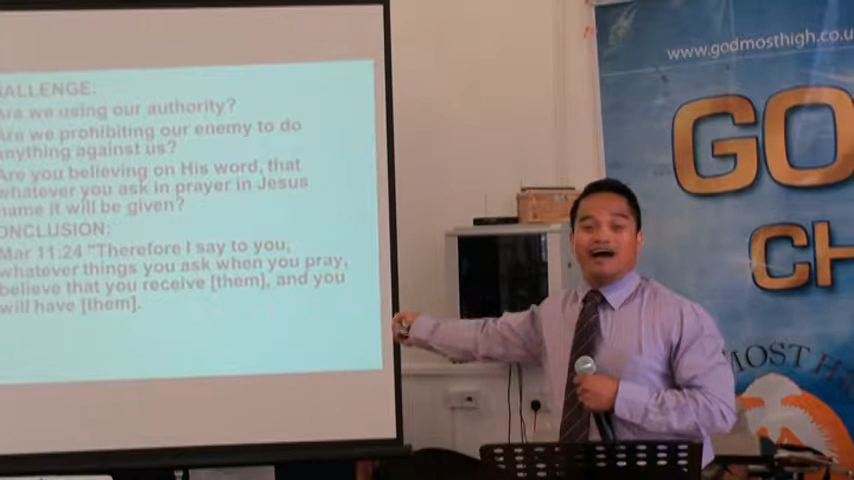 HALLENGE:
Are we using our authority?
Are we prohibiting our enemy to do
anything against us?
Are you believing on His word, that
whatever you ask in prayer in Jesus
name it will be given?
ONCLUSION:
Mar 11:24 "Therefore I say to you,
whatever things you ask when you pray,
believe that you receive [them], and you
will have [them].
www.godmosthigh.co.u
GO
CH
MOST H